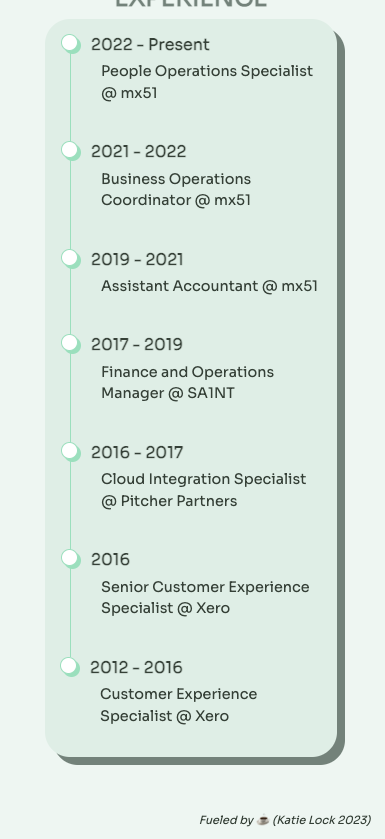 EXPERIENCE
2022 - Present
People Operations Specialist
@ mx51
2021 - 2022
Business Operations
Coordinator @ mx51
2019 - 2021
Assistant Accountant @ mx51
2017 - 2019
Finance and Operations
Manager @ SA1NT
2016 - 2017
Cloud Integration Specialist
@ Pitcher Partners
2016
Senior Customer Experience
Specialist @ Xero
2012 - 2016
Customer Experience
Specialist @ Xero
Fueled by ☕ (Katie Lock 2023)